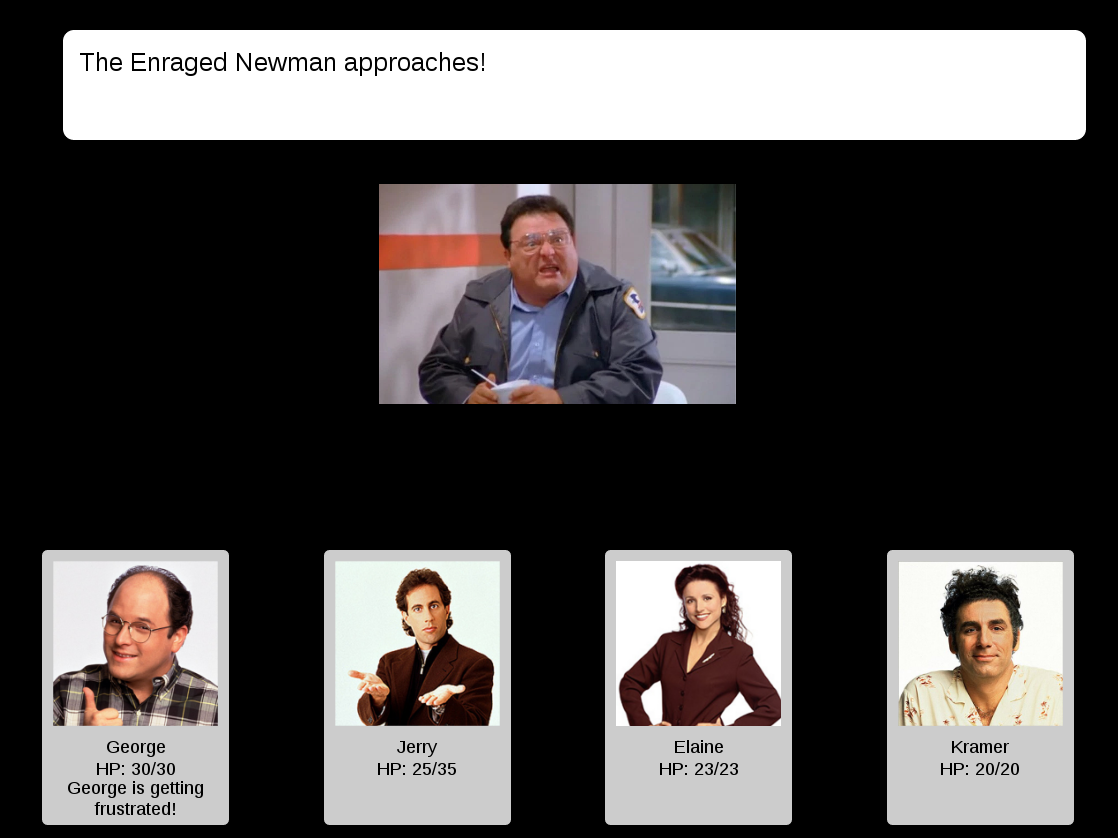 The Enraged Newman approaches!
George
HP: 30/30
George is getting
frustrated!
Jerry
HP: 25/35
Elaine
HP: 23/23
Kramer
HP: 20/20